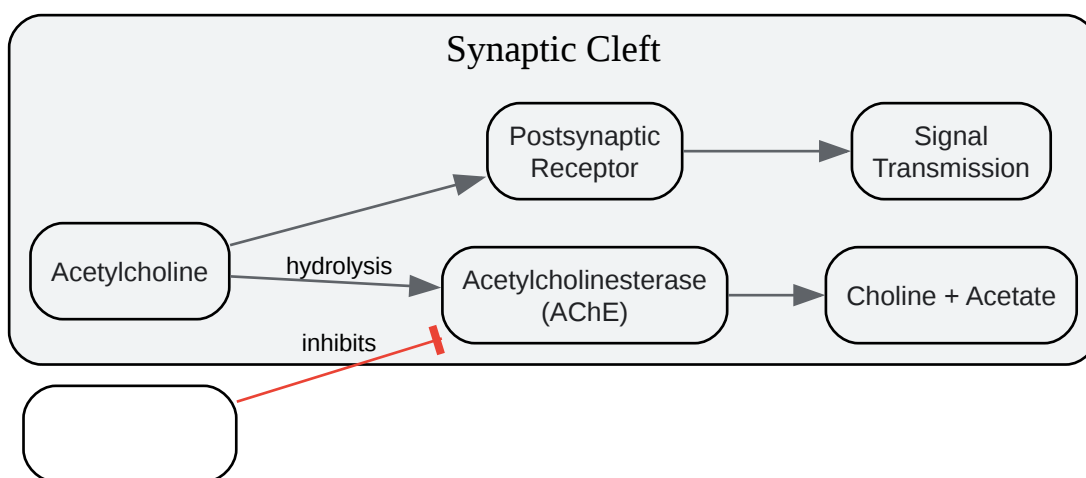 Synaptic Cleft
Postsynaptic
Receptor
Signal
Transmission
Acetylcholine
hydrolysis
Acetylcholinesterase
(AChE)
Choline + Acetate
inhibits